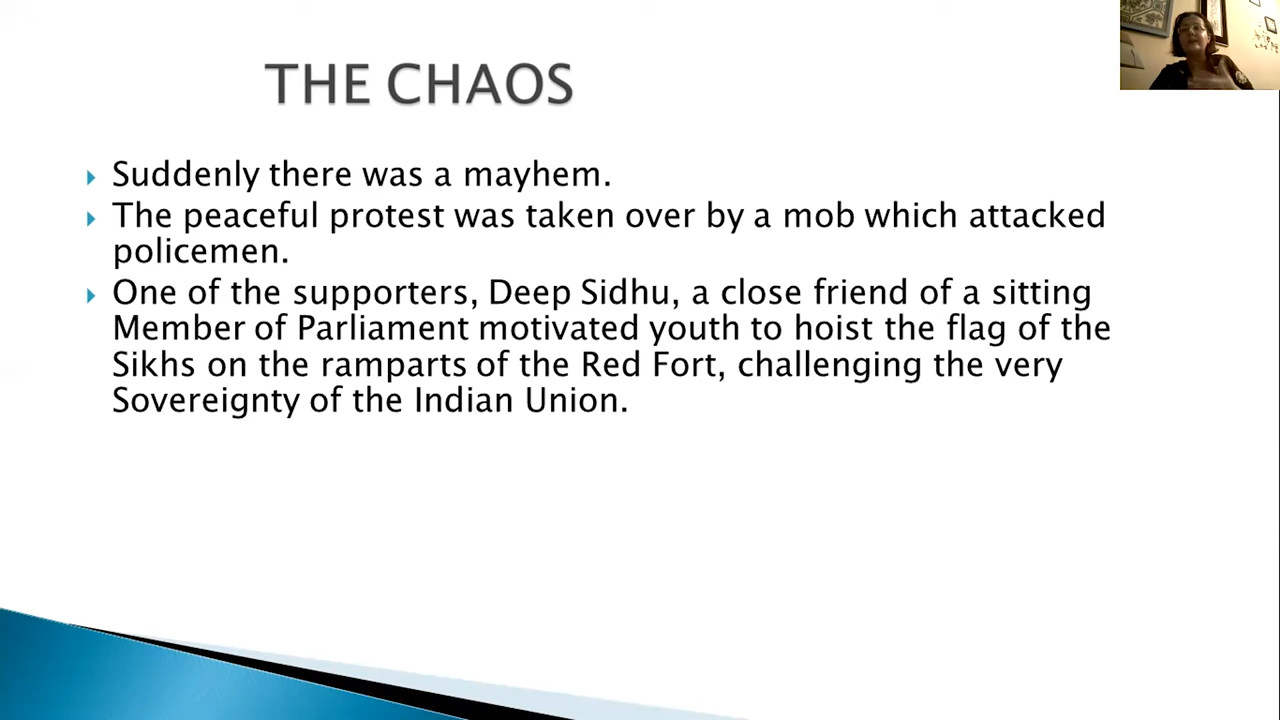 THE CHAOS
Suddenly there was a mayhem.
The peaceful protest was taken over by a mob which attacked
policemen.
One of the supporters, Deep Sidhu, a close friend of a sitting
Member of Parliament motivated youth to hoist the flag of the
Sikhs on the ramparts of the Red Fort, challenging the very
Sovereignty of the Indian Union.